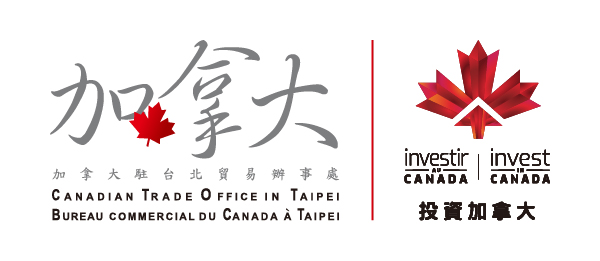 加拿大
加拿大駐台北貿易辦事處
CANADIAN TRADE OFFICE IN TAIPEI
BUREAU COMMERCIAL DU CANADA À TAIPEI
investir
AU
CANADA
invest
IN
CANADA
投資加拿大